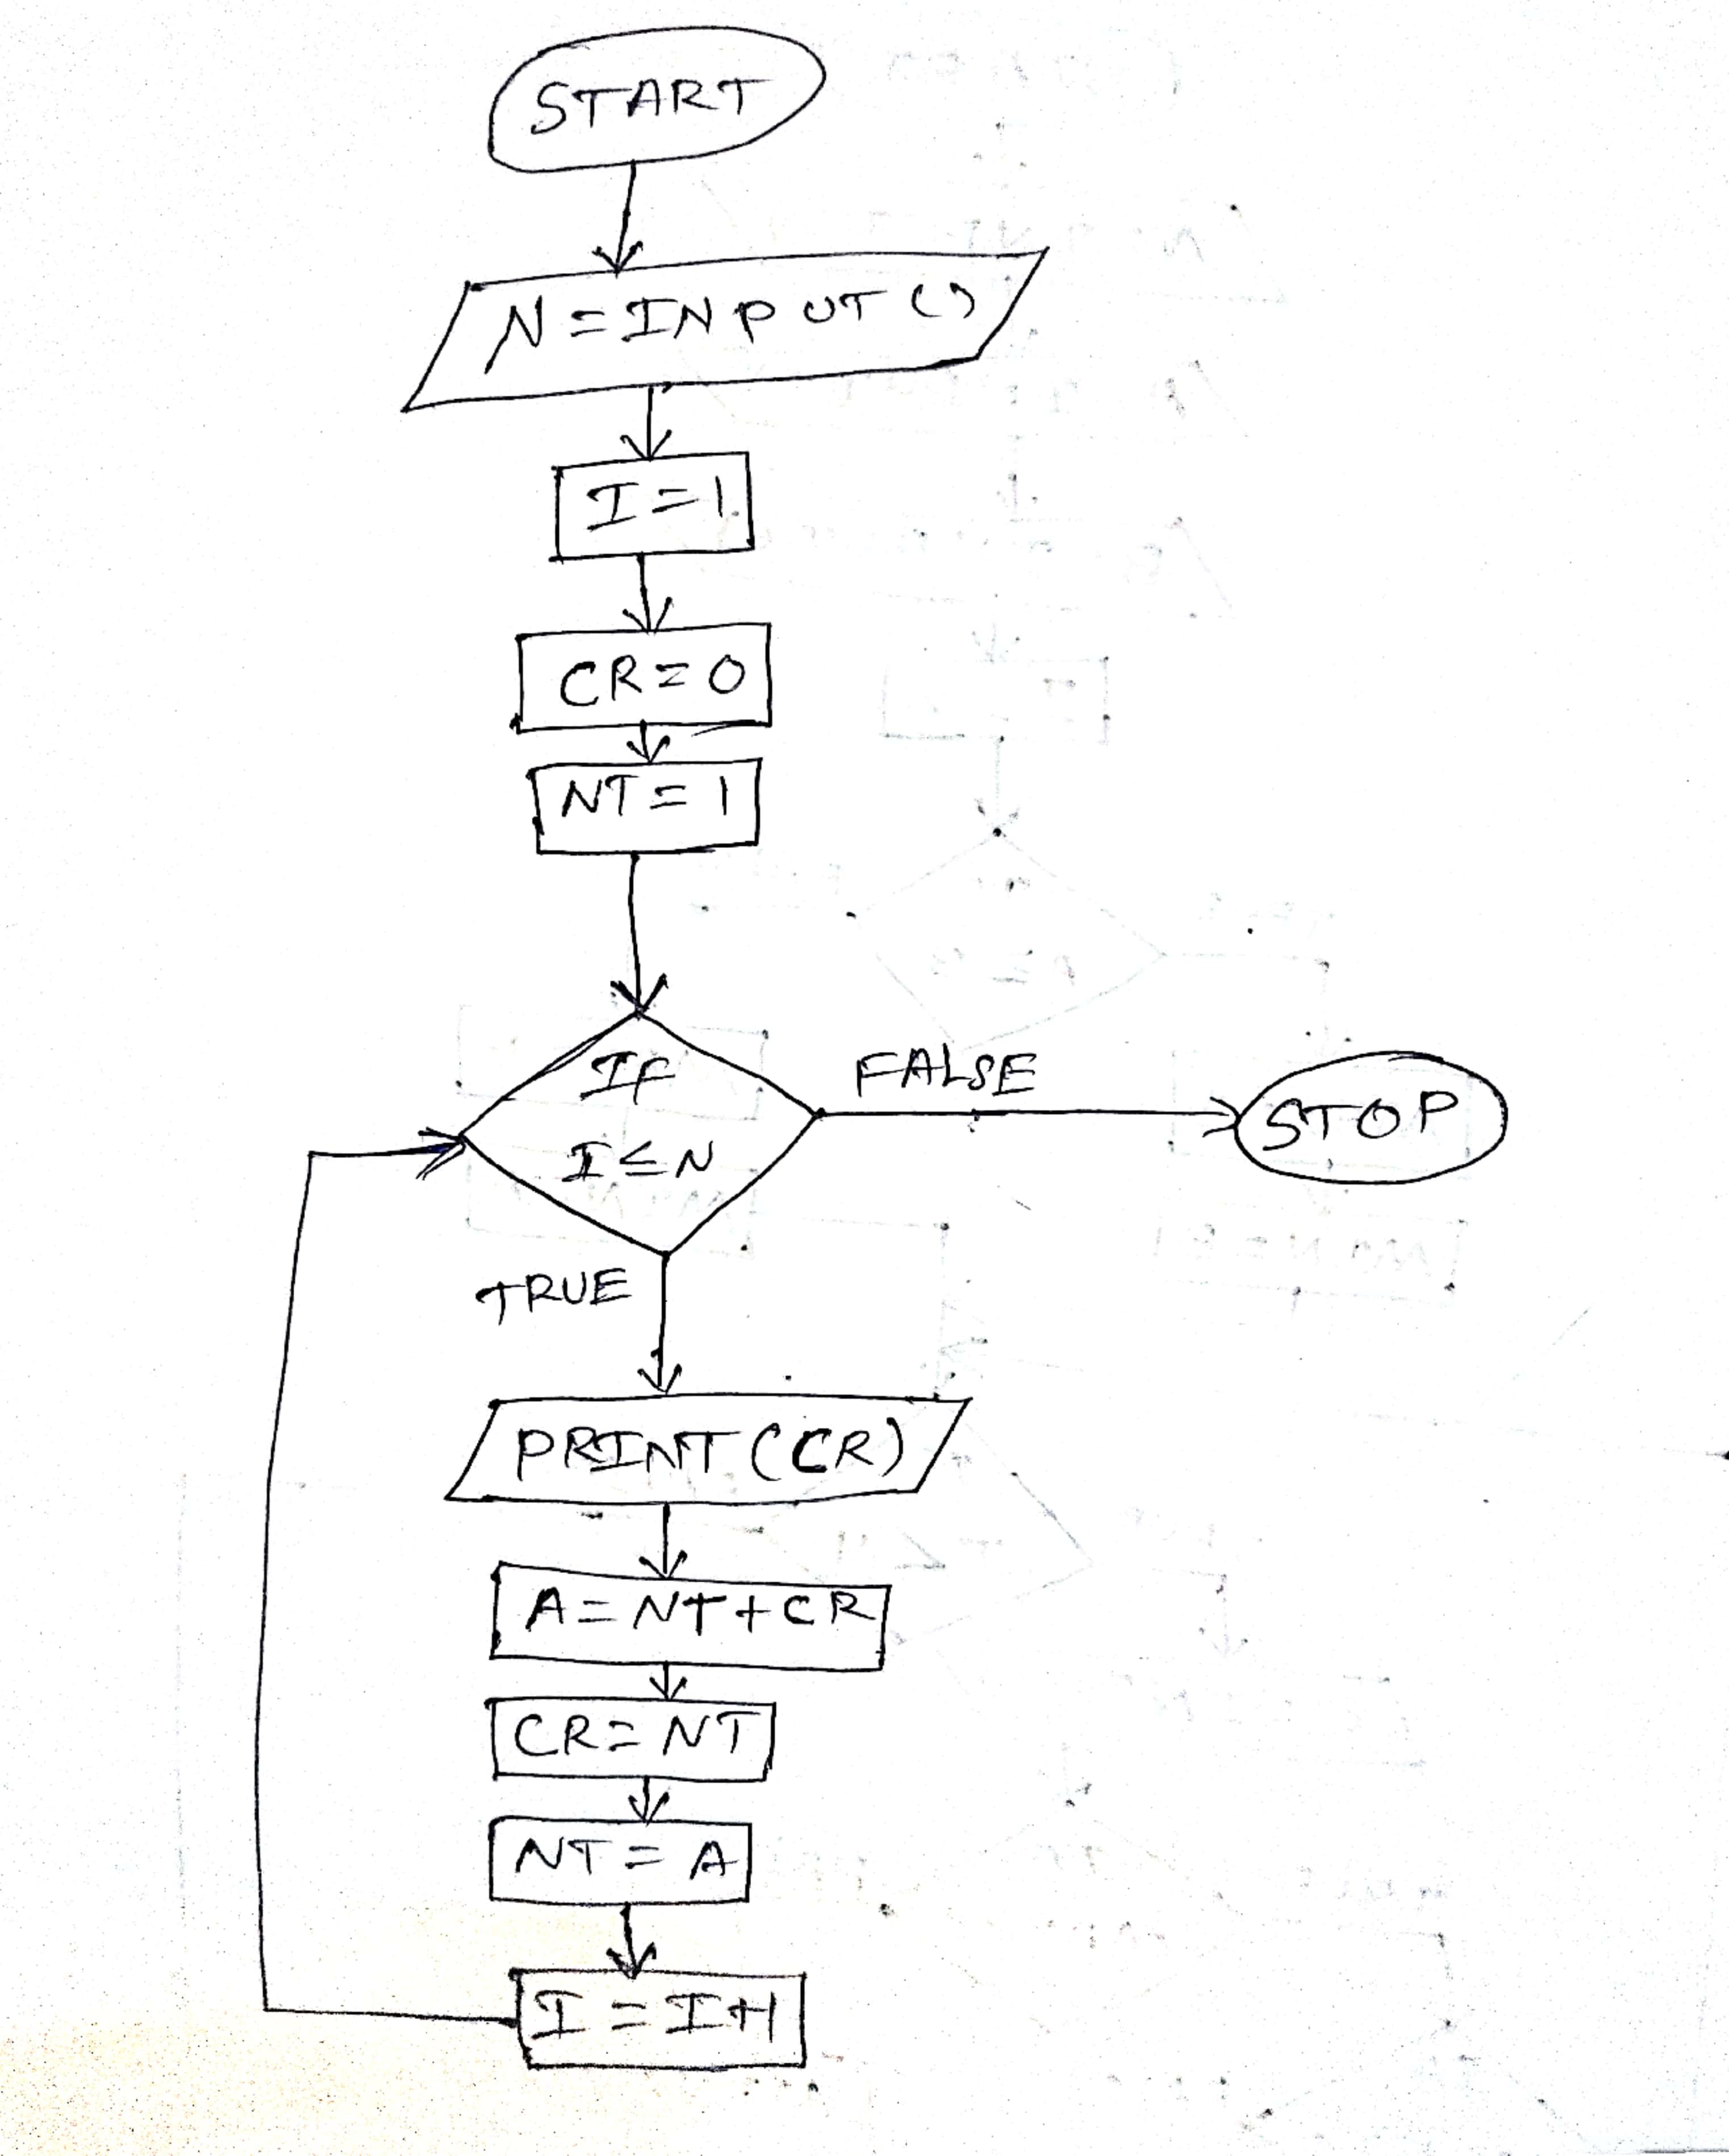 START
N=INPUT()
I=1
CR=0
NT=1
If
I≤N
FALSE
STOP
TRUE
PRINT(CR)
A=NT+CR
CR=NT
NT=A
I=I+1